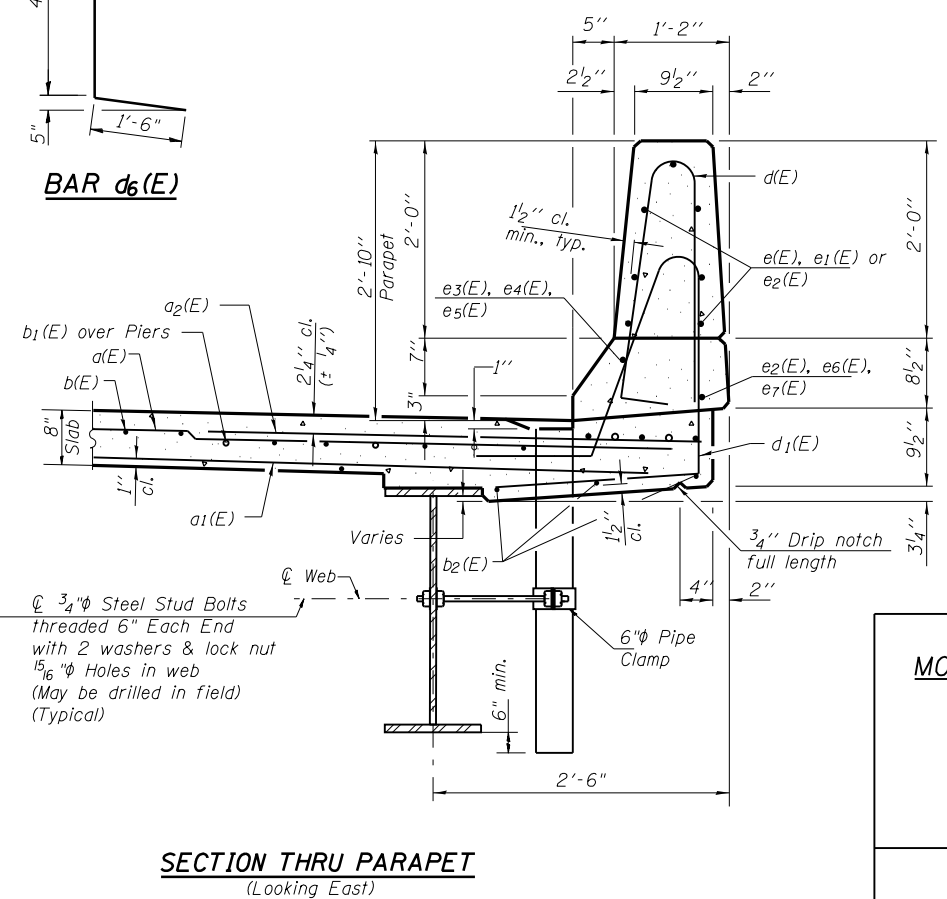 4
5"
1'-6"
BAR d6(E)
5"
1'-2"
2½"
9½"
2"
2'-10"
Parapet
2'-0"
7"
3"
1½" cl.
min., typ.
d(E)
2'-0"
e(E), e1(E) or
e2(E)
e3(E), e4(E),
e5(E)
a2(E)
b1(E) over Piers
a(E)
b(E)
2¼" cl.
(± ¼")
1"
8½"
e2(E), e6(E),
e7(E)
8"
Slab
9½"
d1(E)
1"
cl.
a1(E)
Varies
b2(E)
1½"
cl.
¾" Drip notch
full length
3¼"
4"
2"
℄ Web
℄ ¾"ϕ Steel Stud Bolts
threaded 6" Each End
with 2 washers & lock nut
15/16"ϕ Holes in web
(May be drilled in field)
(Typical)
6"ϕ Pipe
Clamp
6" min.
2'-6"
MO
SECTION THRU PARAPET
(Looking East)